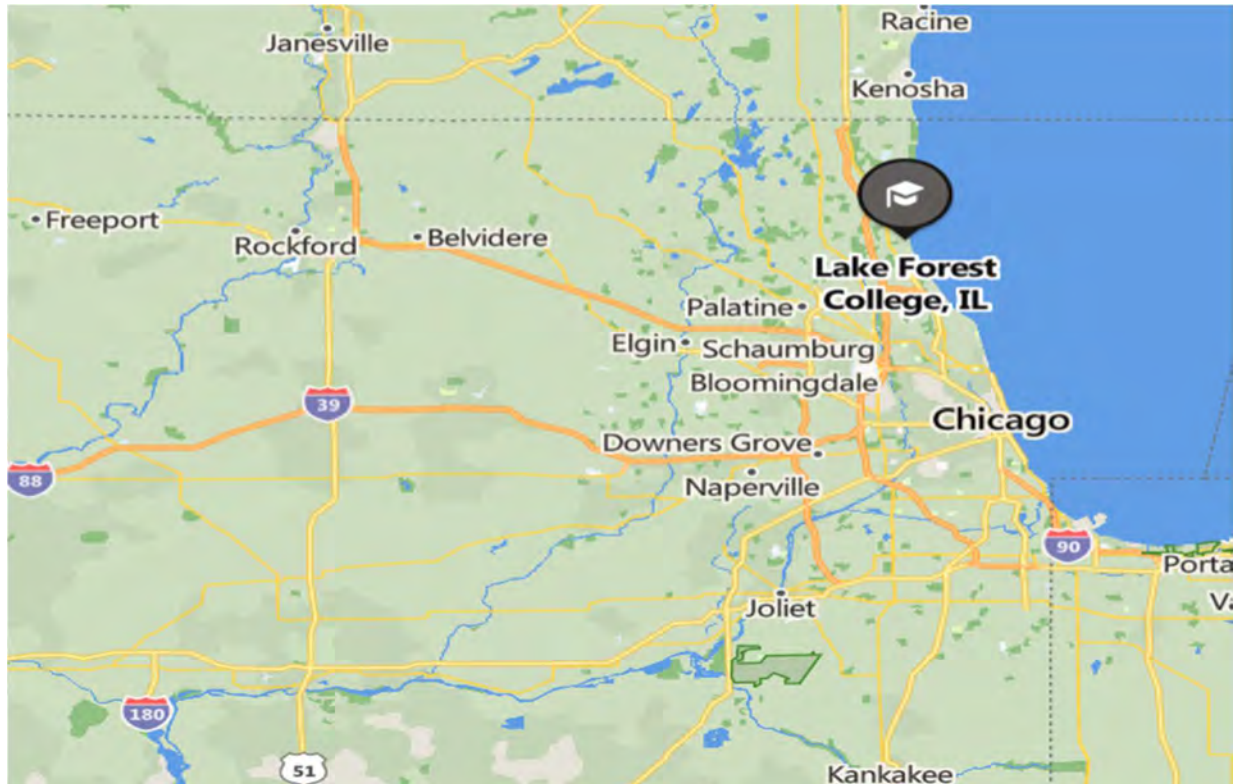 Racine
Janesville
Kenosha
Freeport
Rockford
Belvidere
Lake Forest
College, IL
Palatine
Elgin
Schaumburg
Bloomingdale
39
Chicago
Downers Grove
88
Naperville
90
Porta
Va
Joliet
180
51
Kankakee